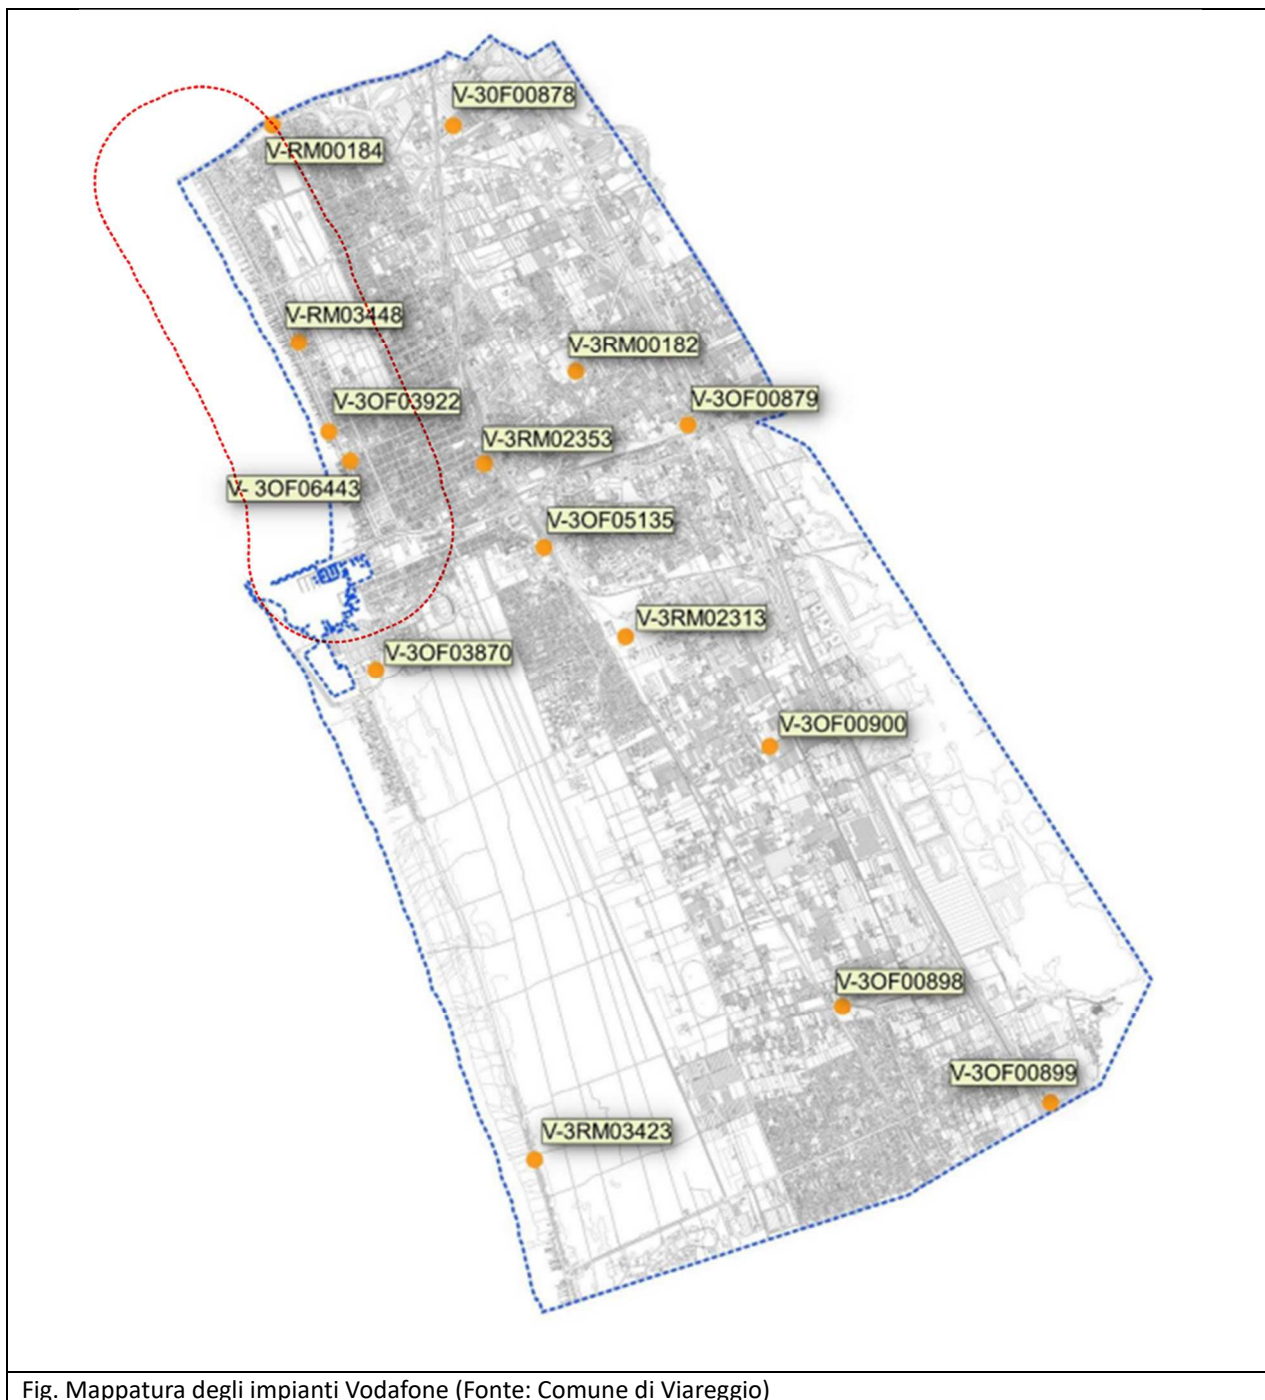 V-30F00878
V-RM00184
V-RM03448
V-3RM00182
V-3OF03922
V-3OF00879
V-3RM02353
V- 3OF06443
V-3OF05135
V-3RM02313
V-3OF03870
V-3OF00900
V-3OF00898
V-3OF00899
V-3RM03423
Fig. Mappatura degli impianti Vodafone (Fonte: Comune di Viareggio)